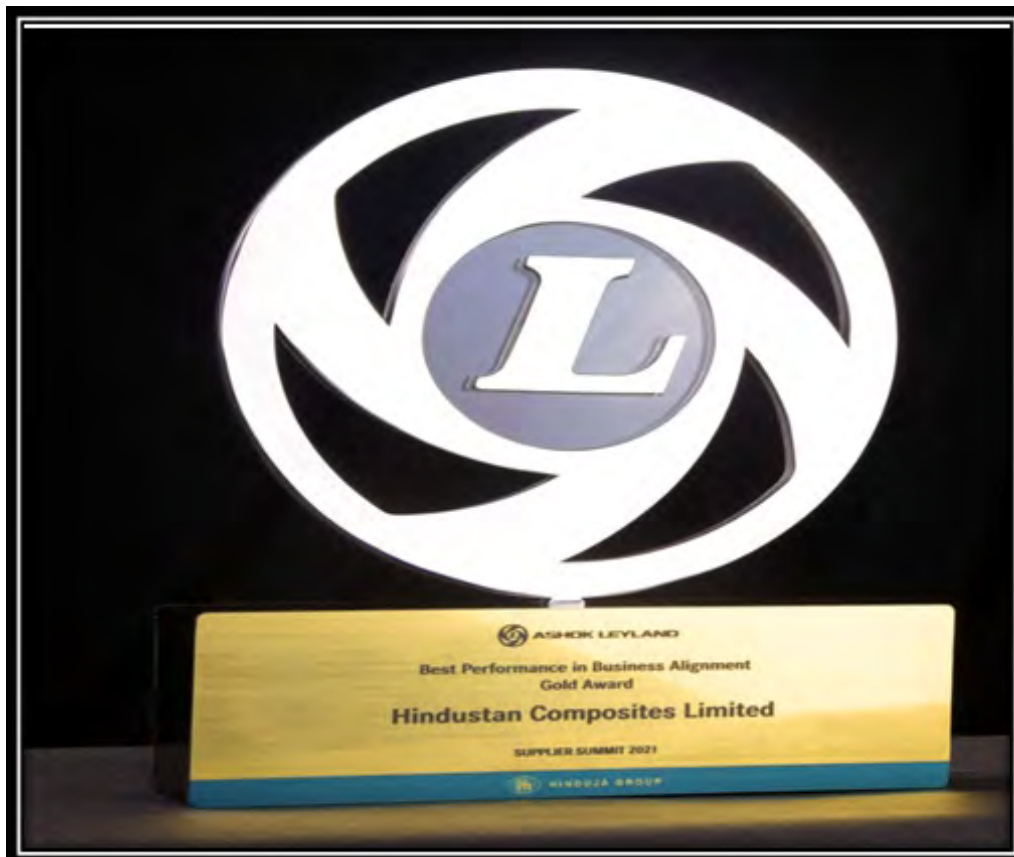 L
ASHOK LEYLAND
Best Performance in Business Alignment
Gold Award
Hindustan Composites Limited
SUPPLIER SUMMIT 2021
HINDUJA GROUP